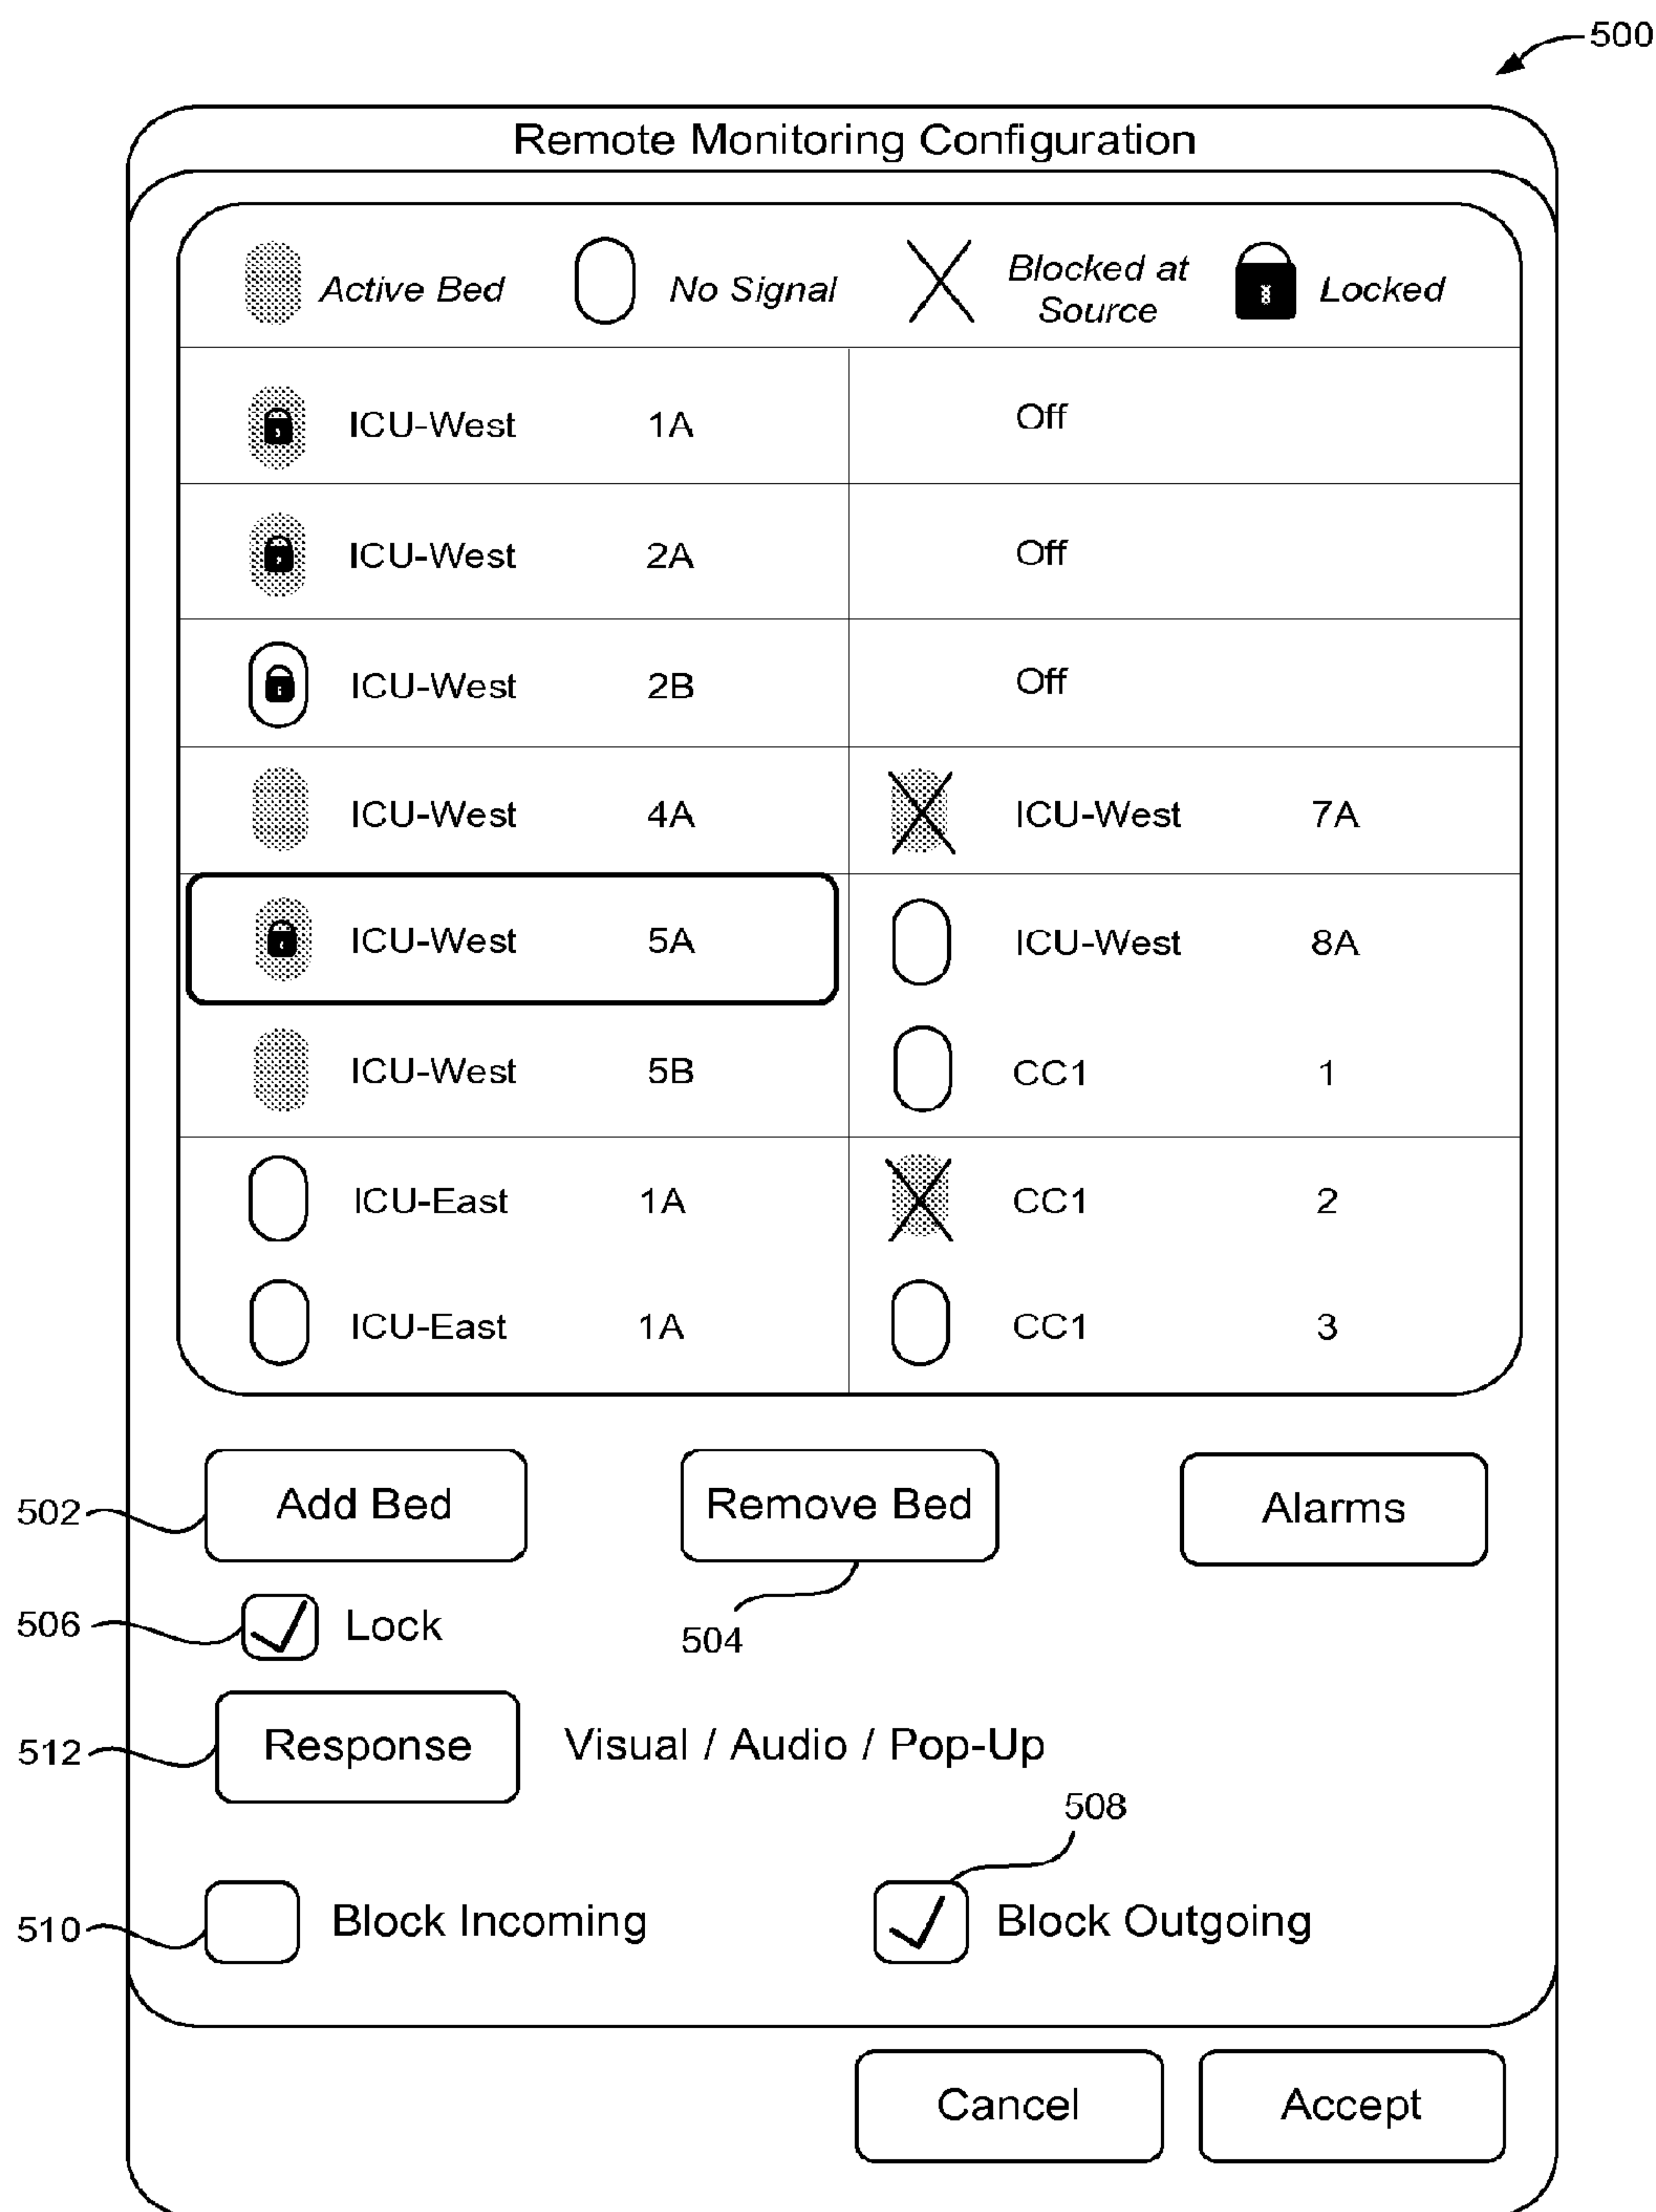 500
Remote Monitoring Configuration
Active Bed No Signal Blocked at Source Locked
ICU-West 1A Off
ICU-West 2A Off
ICU-West 2B Off
ICU-West 4A ICU-West 7A
ICU-West 5A ICU-West 8A
ICU-West 5B CC1 1
ICU-East 1A CC1 2
ICU-East 1A CC1 3
502 Add Bed Remove Bed Alarms
506 Lock 504
512 Response Visual / Audio / Pop-Up
508
510 Block Incoming Block Outgoing
Cancel Accept